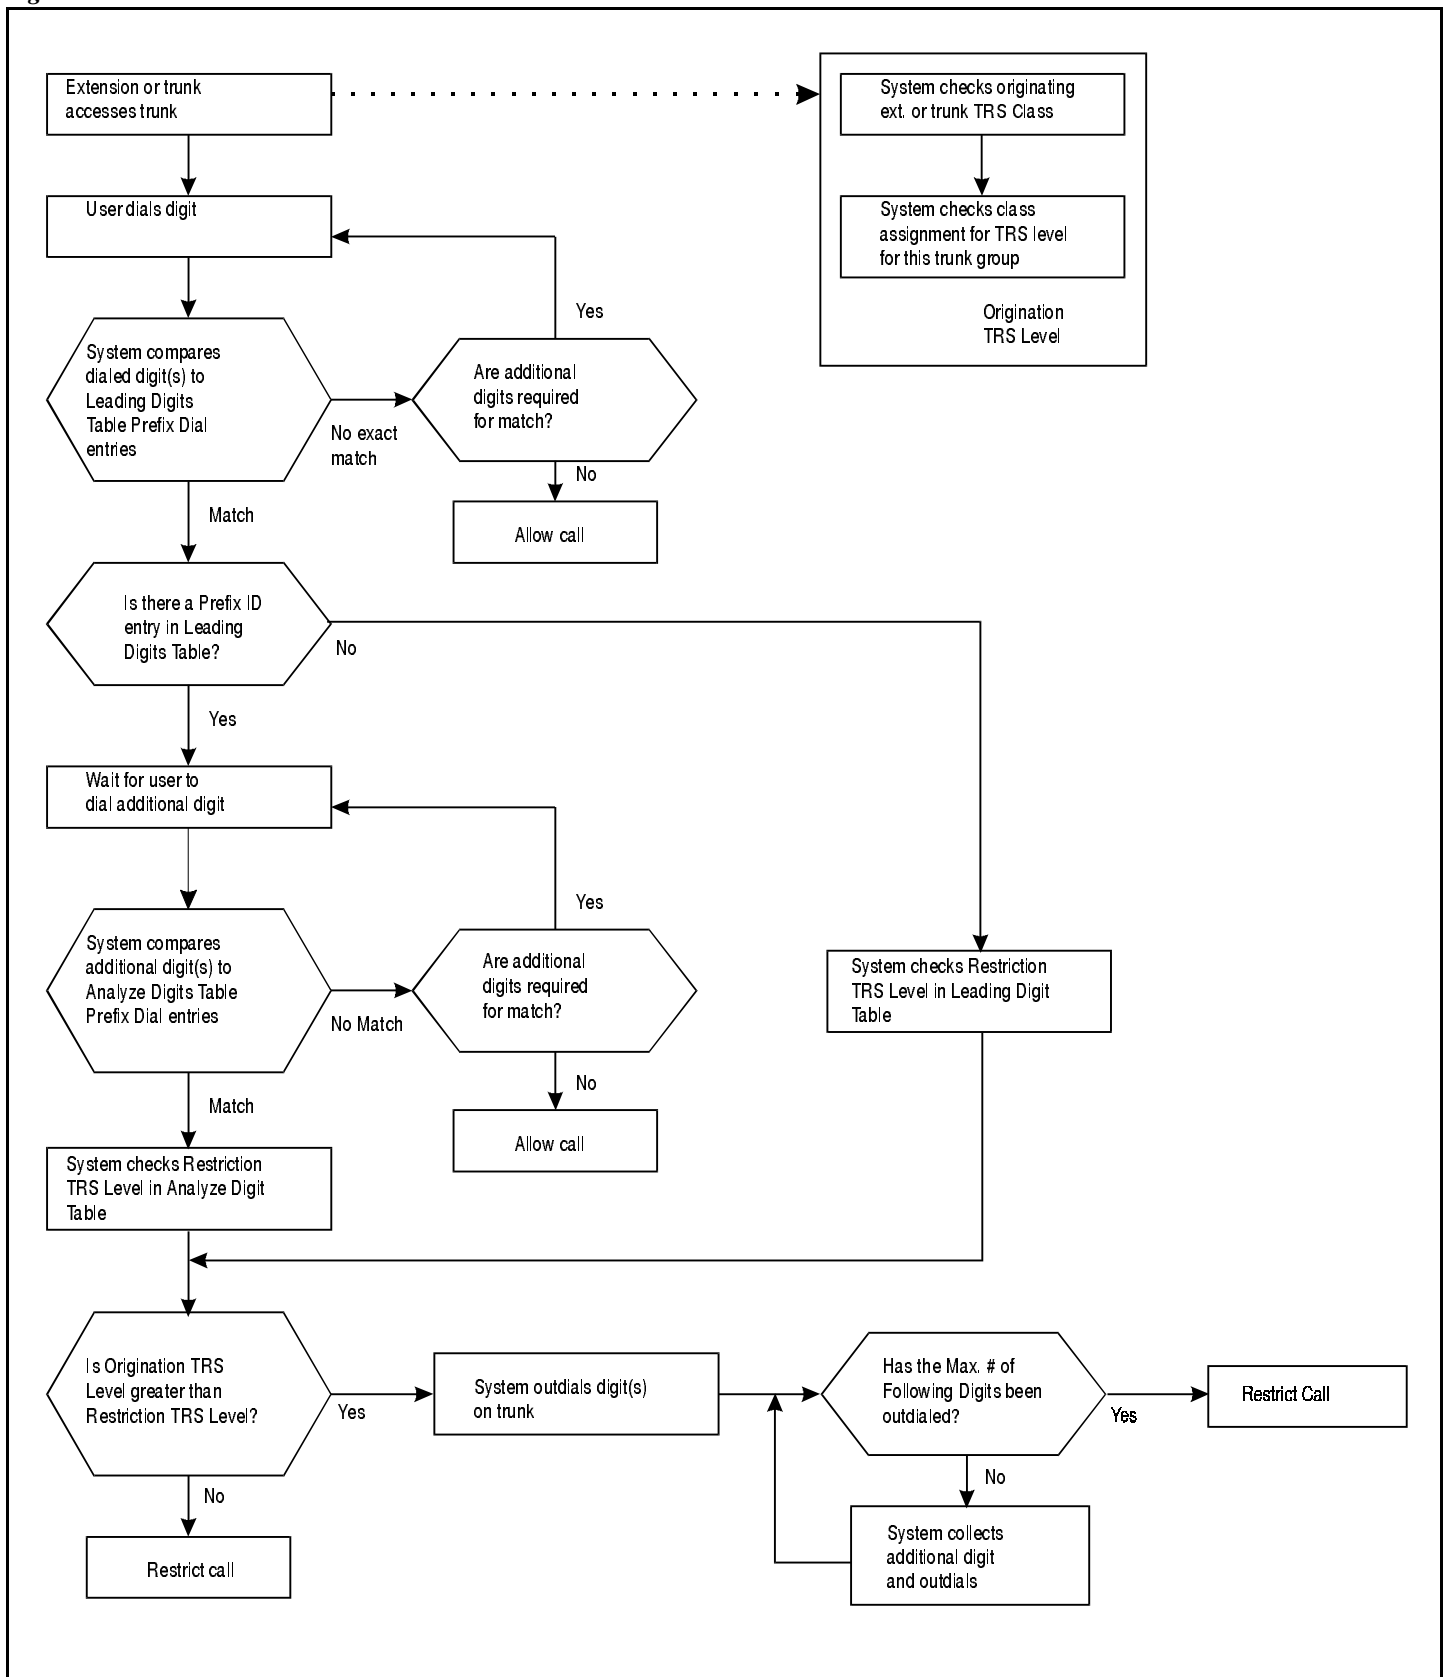 Extension or trunk
accesses trunk
System checks originating
ext. or trunk TRS Class
User dials digit
System checks class
assignment for TRS level
for this trunk group
Origination
TRS Level
Yes
System compares
dialed digit(s) to
Leading Digits
Table Prefix Dial
entries
Are additional
digits required
for match?
No exact
match
No
Match
Allow call
Is there a Prefix ID
entry in Leading
Digits Table?
No
Yes
Wait for user to
dial additional digit
Yes
System compares
additional digit(s) to
Analyze Digits Table
Prefix Dial entries
Are additional
digits required
for match?
No Match
System checks Restriction
TRS Level in Leading Digit
Table
No
Match
Allow call
System checks Restriction
TRS Level in Analyze Digit
Table
Is Origination TRS
Level greater than
Restriction TRS Level?
Yes
System outdials digit(s)
on trunk
Has the Max. # of
Following Digits been
outdialed?
Yes
Restrict Call
No
No
Restrict call
System collects
additional digit
and outdials